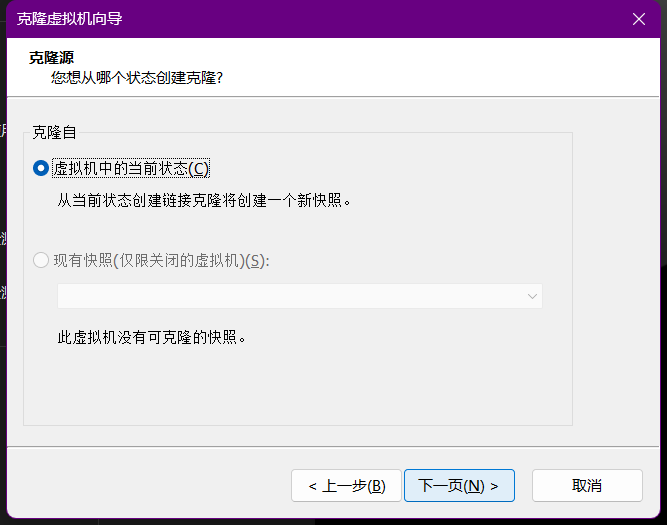 克隆虚拟机向导
克隆源
您想从哪个状态创建克隆?
克隆自
虚拟机中的当前状态(C)
从当前状态创建链接克隆将创建一个新快照。
现有快照(仅限关闭的虚拟机)(S):
此虚拟机没有可克隆的快照。
< 上一步(B)
下一页(N) >
取消